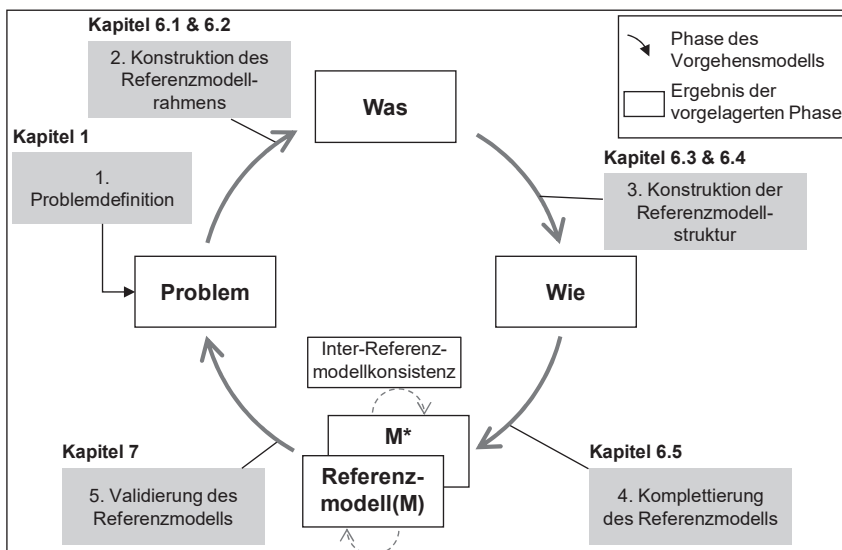 Kapitel 6.1 & 6.2
2. Konstruktion des
Referenzmodell-
rahmens
Was
Phase des
Vorgehensmodells
Ergebnis der
vorgelagerten Phase
Kapitel 1
1.
Problemdefinition
Kapitel 6.3 & 6.4
3. Konstruktion der
Referenzmodell-
struktur
Problem
Wie
Inter-Referenz-
modellkonsistenz
M*
Referenz-
modell(M)
Kapitel 7
5. Validierung des
Referenzmodells
Kapitel 6.5
4. Komplettierung
des Referenzmodells